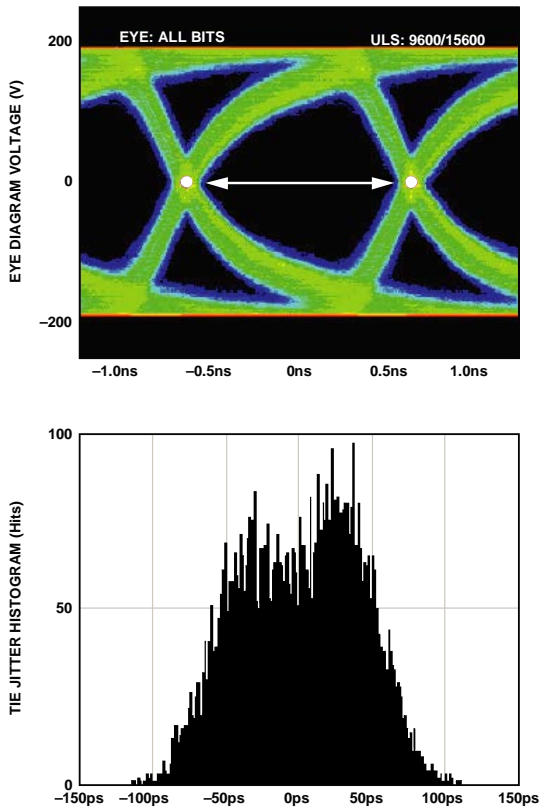 EYE: ALL BITS
ULS: 9600/15600
EYE DIAGRAM VOLTAGE (V)
200
0
–200
–1.0ns
–0.5ns
0ns
0.5ns
1.0ns
TIE JITTER HISTOGRAM (Hits)
100
50
0
–150ps
–100ps
–50ps
0ps
50ps
100ps
150ps